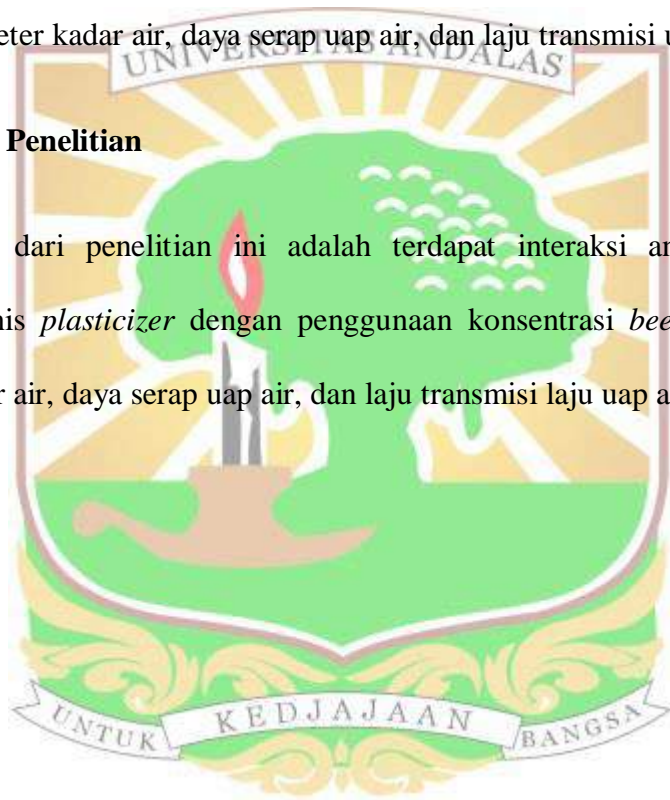 eter kadar air, daya serap uap air, dan laju transmisi u
UNIVERSITAS ANDALAS
Penelitian
dari penelitian ini adalah terdapat interaksi an
nis plasticizer dengan penggunaan konsentrasi bee
r air, daya serap uap air, dan laju transmisi laju uap a
UNTUK KEDJAJAAN BANGSA